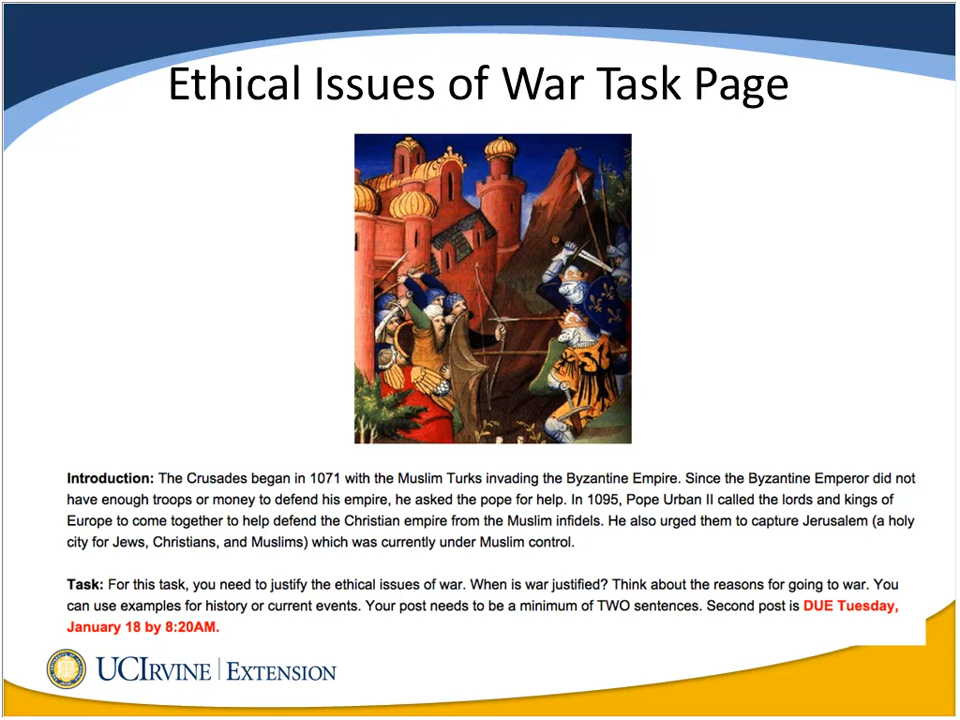 Ethical Issues of War Task Page
Introduction: The Crusades began in 1071 with the Muslim Turks invading the Byzantine Empire. Since the Byzantine Emperor did not
have enough troops or money to defend his empire, he asked the pope for help. In 1095, Pope Urban II called the lords and kings of
Europe to come together to help defend the Christian empire from the Muslim infidels. He also urged them to capture Jerusalem (a holy
city for Jews, Christians, and Muslims) which was currently under Muslim control.
Task: For this task, you need to justify the ethical issues of war. When is war justified? Think about the reasons for going to war. You
can use examples for history or current events. Your post needs to be a minimum of TWO sentences. Second post is DUE Tuesday,
January 18 by 8:20AM.
UCIRVINE | EXTENSION